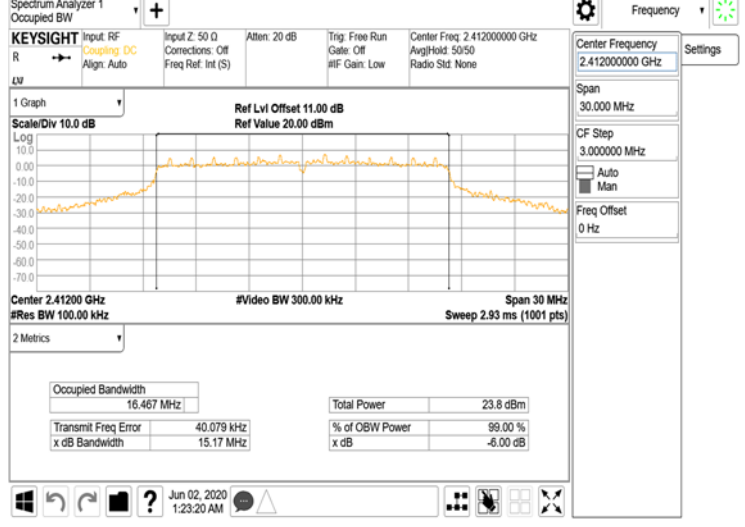 Spectrum Analyzer 1
Occupied BW
Frequency
KEYSIGHT
Input: RF
Coupling: DC
Align: Auto
Input Z: 50 Ω
Corrections: Off
Freq Ref: Int (S)
Atten: 20 dB
Trig: Free Run
Gate: Off
#IF Gain: Low
Center Freq: 2.412000000 GHz
Avg|Hold: 50/50
Radio Std: None
R
LXI
Center Frequency
2.412000000 GHz
Settings
Span
30.000 MHz
CF Step
3.000000 MHz
Auto
Man
Freq Offset
0 Hz
1 Graph
Scale/Div 10.0 dB
Ref Lvl Offset 11.00 dB
Ref Value 20.00 dBm
Log
10.0
0.00
-10.0
-20.0
-30.0
-40.0
-50.0
-60.0
-70.0
Center 2.41200 GHz
#Video BW 300.00 kHz
Span 30 MHz
#Res BW 100.00 kHz
Sweep 2.93 ms (1001 pts)
2 Metrics
Occupied Bandwidth
16.467 MHz
Transmit Freq Error 40.079 kHz
x dB Bandwidth 15.17 MHz
Total Power 23.8 dBm
% of OBW Power 99.00 %
x dB -6.00 dB
?
Jun 02, 2020
1:23:20 AM